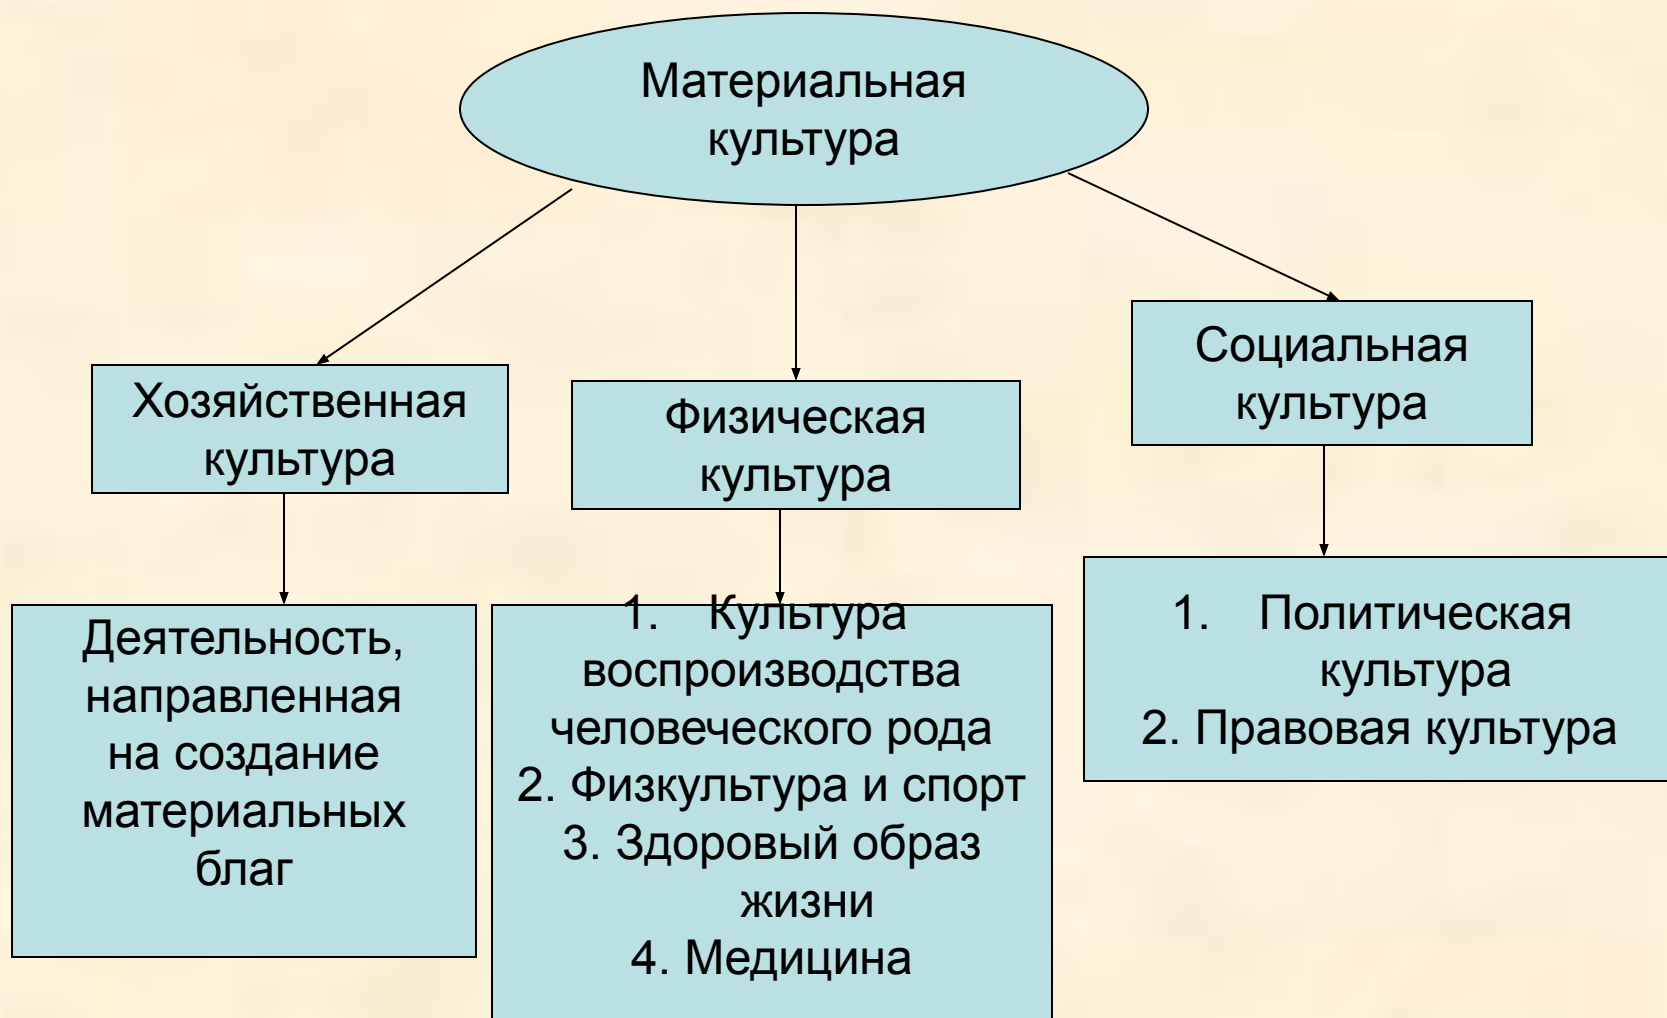 Материальная
культура
Хозяйственная
культура
Физическая
культура
Социальная
культура
Деятельность,
направленная
на создание
материальных
благ
1. Культура
воспроизводства
человеческого рода
2. Физкультура и спорт
3. Здоровый образ
жизни
4. Медицина
1. Политическая
культура
2. Правовая культура